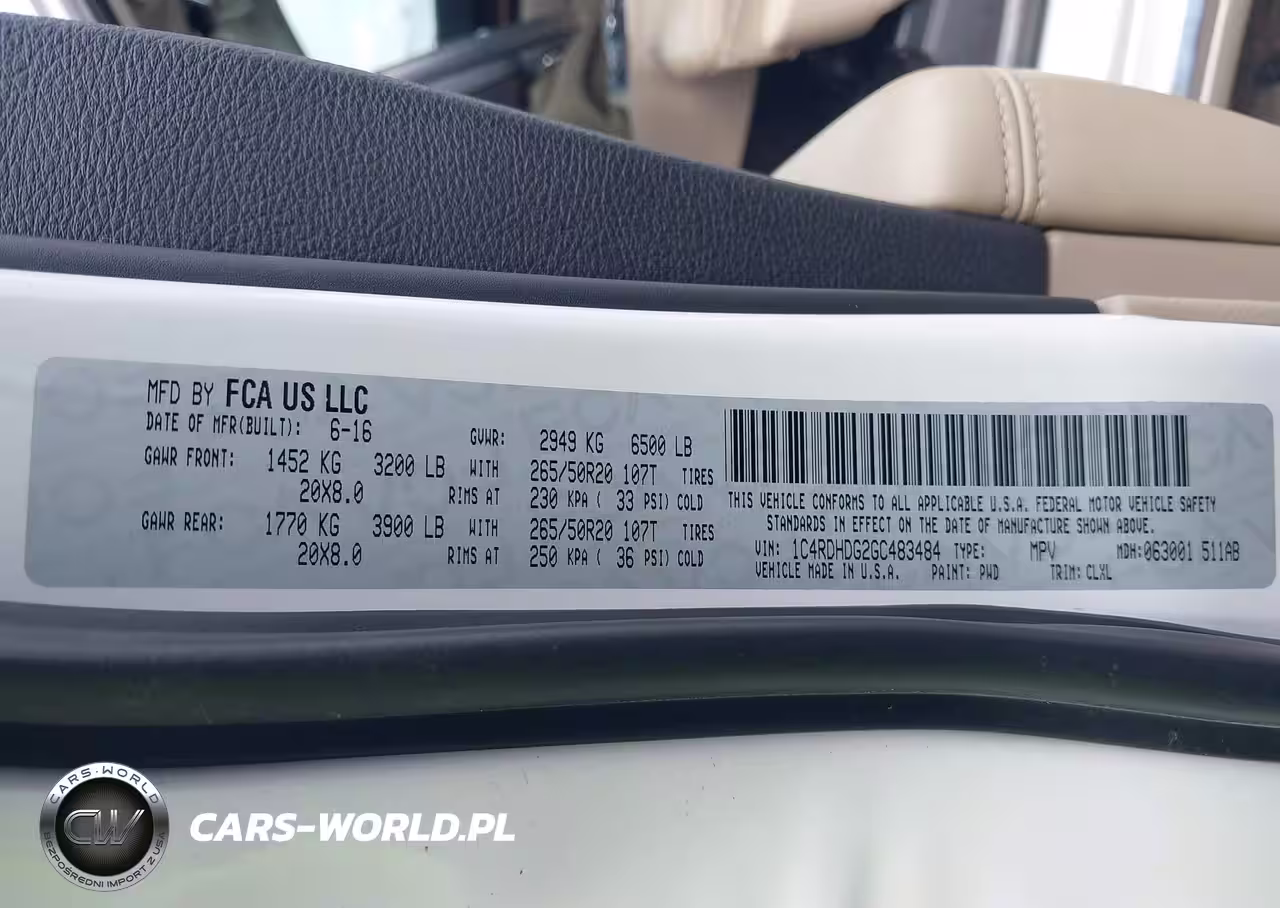 MFD BY FCA US LLC
DATE OF MFR(BUILT): 6-16 GVWR: 2949 KG 6500 LB
GAWR FRONT: 1452 KG 3200 LB WITH 265/50R20 107T TIRES
20X8.0 RIMS AT 230 KPA ( 33 PSI) COLD
GAWR REAR: 1770 KG 3900 LB WITH 265/50R20 107T TIRES
20X8.0 RIMS AT 250 KPA ( 36 PSI) COLD
THIS VEHICLE CONFORMS TO ALL APPLICABLE U.S.A. FEDERAL MOTOR VEHICLE SAFETY
STANDARDS IN EFFECT ON THE DATE OF MANUFACTURE SHOWN ABOVE.
VIN: 1C4RDHDG2GC483484 TYPE: MPV MDH:063001 511AB
VEHICLE MADE IN U.S.A. PAINT: PWD TRIM: CLXL
CARS-WORLD
CW
BEZPOŚREDNI IMPORT Z USA
CARS-WORLD.PL